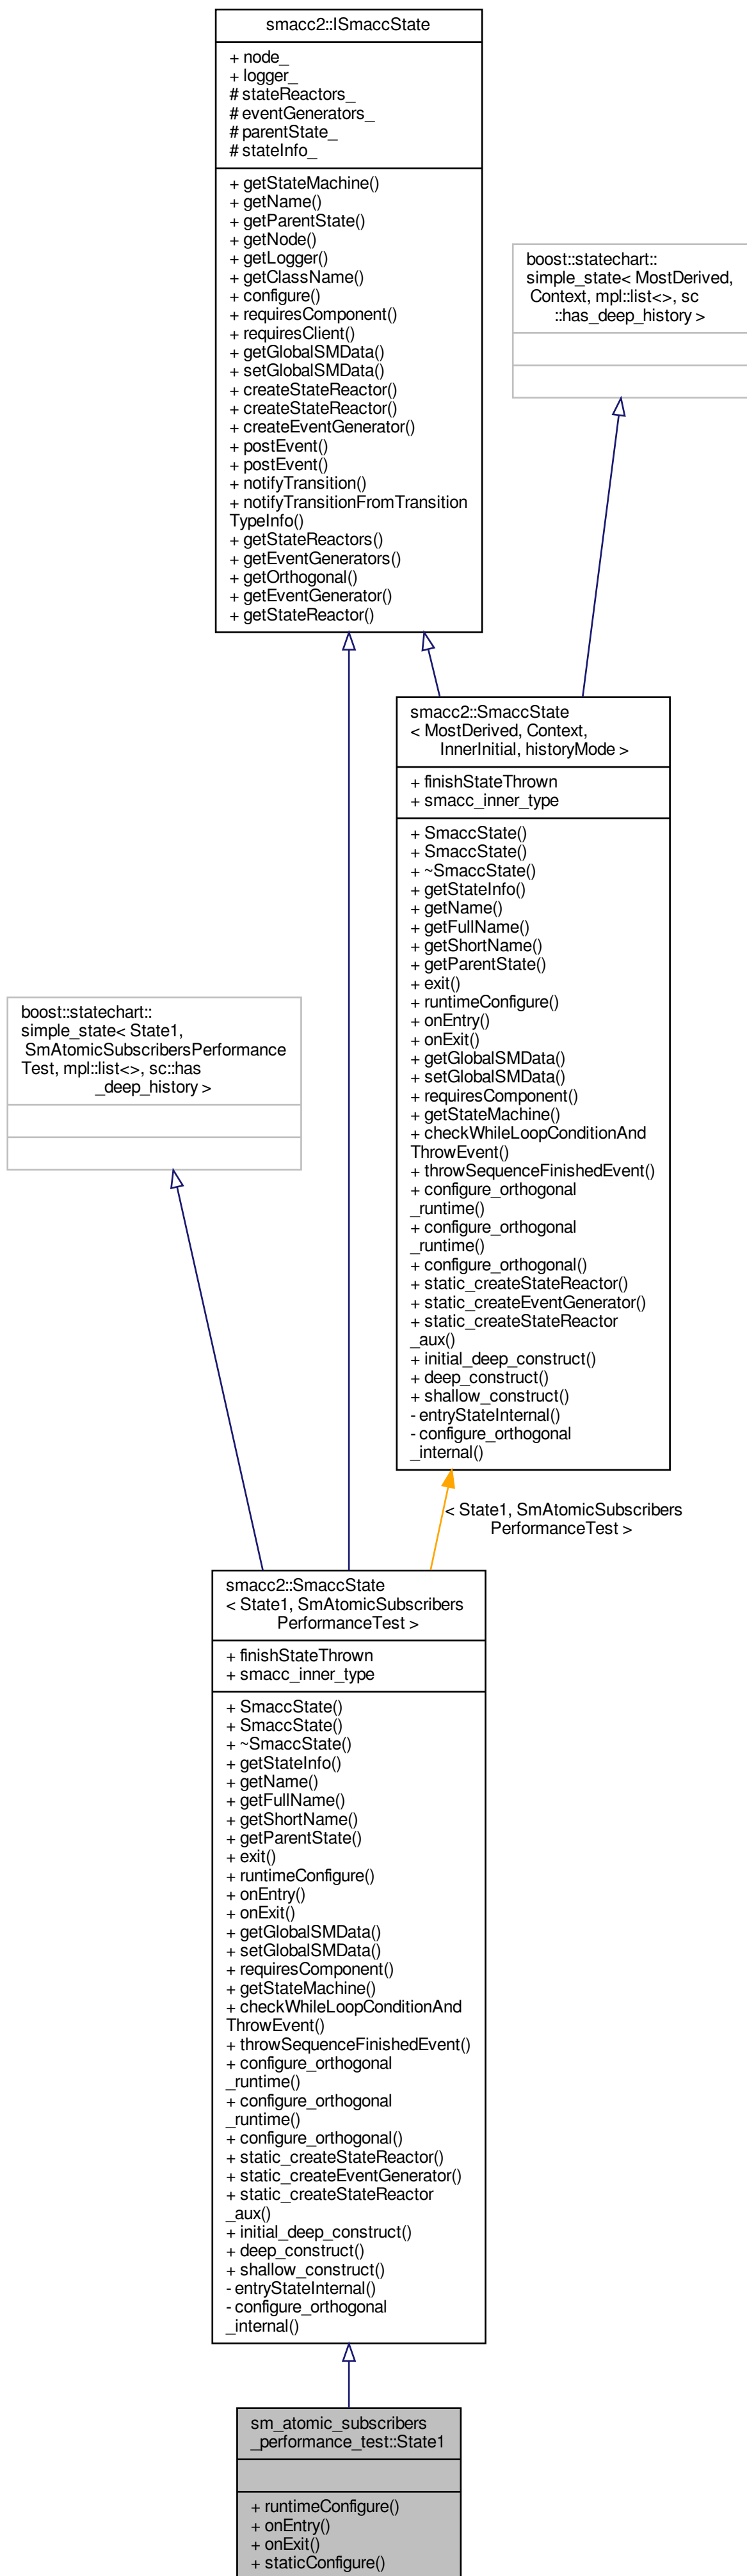 smacc2::ISmaccState
+ node_
+ logger_
# stateReactors_
# eventGenerators_
# parentState_
# stateInfo_
+ getStateMachine()
+ getName()
+ getParentState()
+ getNode()
+ getLogger()
+ getClassName()
+ configure()
+ requiresComponent()
+ requiresClient()
+ getGlobalSMData()
+ setGlobalSMData()
+ createStateReactor()
+ createStateReactor()
+ createEventGenerator()
+ postEvent()
+ postEvent()
+ notifyTransition()
+ notifyTransitionFromTransition
TypeInfo()
+ getStateReactors()
+ getEventGenerators()
+ getOrthogonal()
+ getEventGenerator()
+ getStateReactor()
boost::statechart::
simple_state< MostDerived,
Context, mpl::list<>, sc
::has_deep_history >
smacc2::SmaccState
< MostDerived, Context,
InnerInitial, historyMode >
+ finishStateThrown
+ smacc_inner_type
+ SmaccState()
+ SmaccState()
+ ~SmaccState()
+ getStateInfo()
+ getName()
+ getFullName()
+ getShortName()
+ getParentState()
+ exit()
+ runtimeConfigure()
+ onEntry()
+ onExit()
+ getGlobalSMData()
+ setGlobalSMData()
+ requiresComponent()
+ getStateMachine()
+ checkWhileLoopConditionAnd
ThrowEvent()
+ throwSequenceFinishedEvent()
+ configure_orthogonal
_runtime()
+ configure_orthogonal
_runtime()
+ configure_orthogonal()
+ static_createStateReactor()
+ static_createEventGenerator()
+ static_createStateReactor
_aux()
+ initial_deep_construct()
+ deep_construct()
+ shallow_construct()
- entryStateInternal()
- configure_orthogonal
_internal()
boost::statechart::
simple_state< State1,
SmAtomicSubscribersPerformance
Test, mpl::list<>, sc::has
_deep_history >
< State1, SmAtomicSubscribers
PerformanceTest >
smacc2::SmaccState
< State1, SmAtomicSubscribers
PerformanceTest >
+ finishStateThrown
+ smacc_inner_type
+ SmaccState()
+ SmaccState()
+ ~SmaccState()
+ getStateInfo()
+ getName()
+ getFullName()
+ getShortName()
+ getParentState()
+ exit()
+ runtimeConfigure()
+ onEntry()
+ onExit()
+ getGlobalSMData()
+ setGlobalSMData()
+ requiresComponent()
+ getStateMachine()
+ checkWhileLoopConditionAnd
ThrowEvent()
+ throwSequenceFinishedEvent()
+ configure_orthogonal
_runtime()
+ configure_orthogonal
_runtime()
+ configure_orthogonal()
+ static_createStateReactor()
+ static_createEventGenerator()
+ static_createStateReactor
_aux()
+ initial_deep_construct()
+ deep_construct()
+ shallow_construct()
- entryStateInternal()
- configure_orthogonal
_internal()
sm_atomic_subscribers
_performance_test::State1
+ runtimeConfigure()
+ onEntry()
+ onExit()
+ staticConfigure()